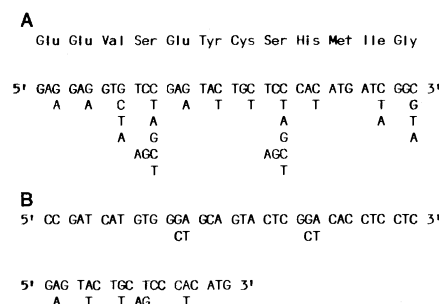 A
Glu Glu Val Ser Glu Tyr Cys Ser His Met Ile Gly
5' GAG GAG GTG TCC GAG TAC TGC TCC CAC ATG ATC GGC 3'
A A C T A T T T T T G
T A A A T
A G G A
AGC AGC
T T
B
5' CC GAT CAT GTG GGA GCA GTA CTC GGA CAC CTC CTC 3'
CT CT
5' GAG TAC TGC TCC CAC ATG 3'
A T T AG T